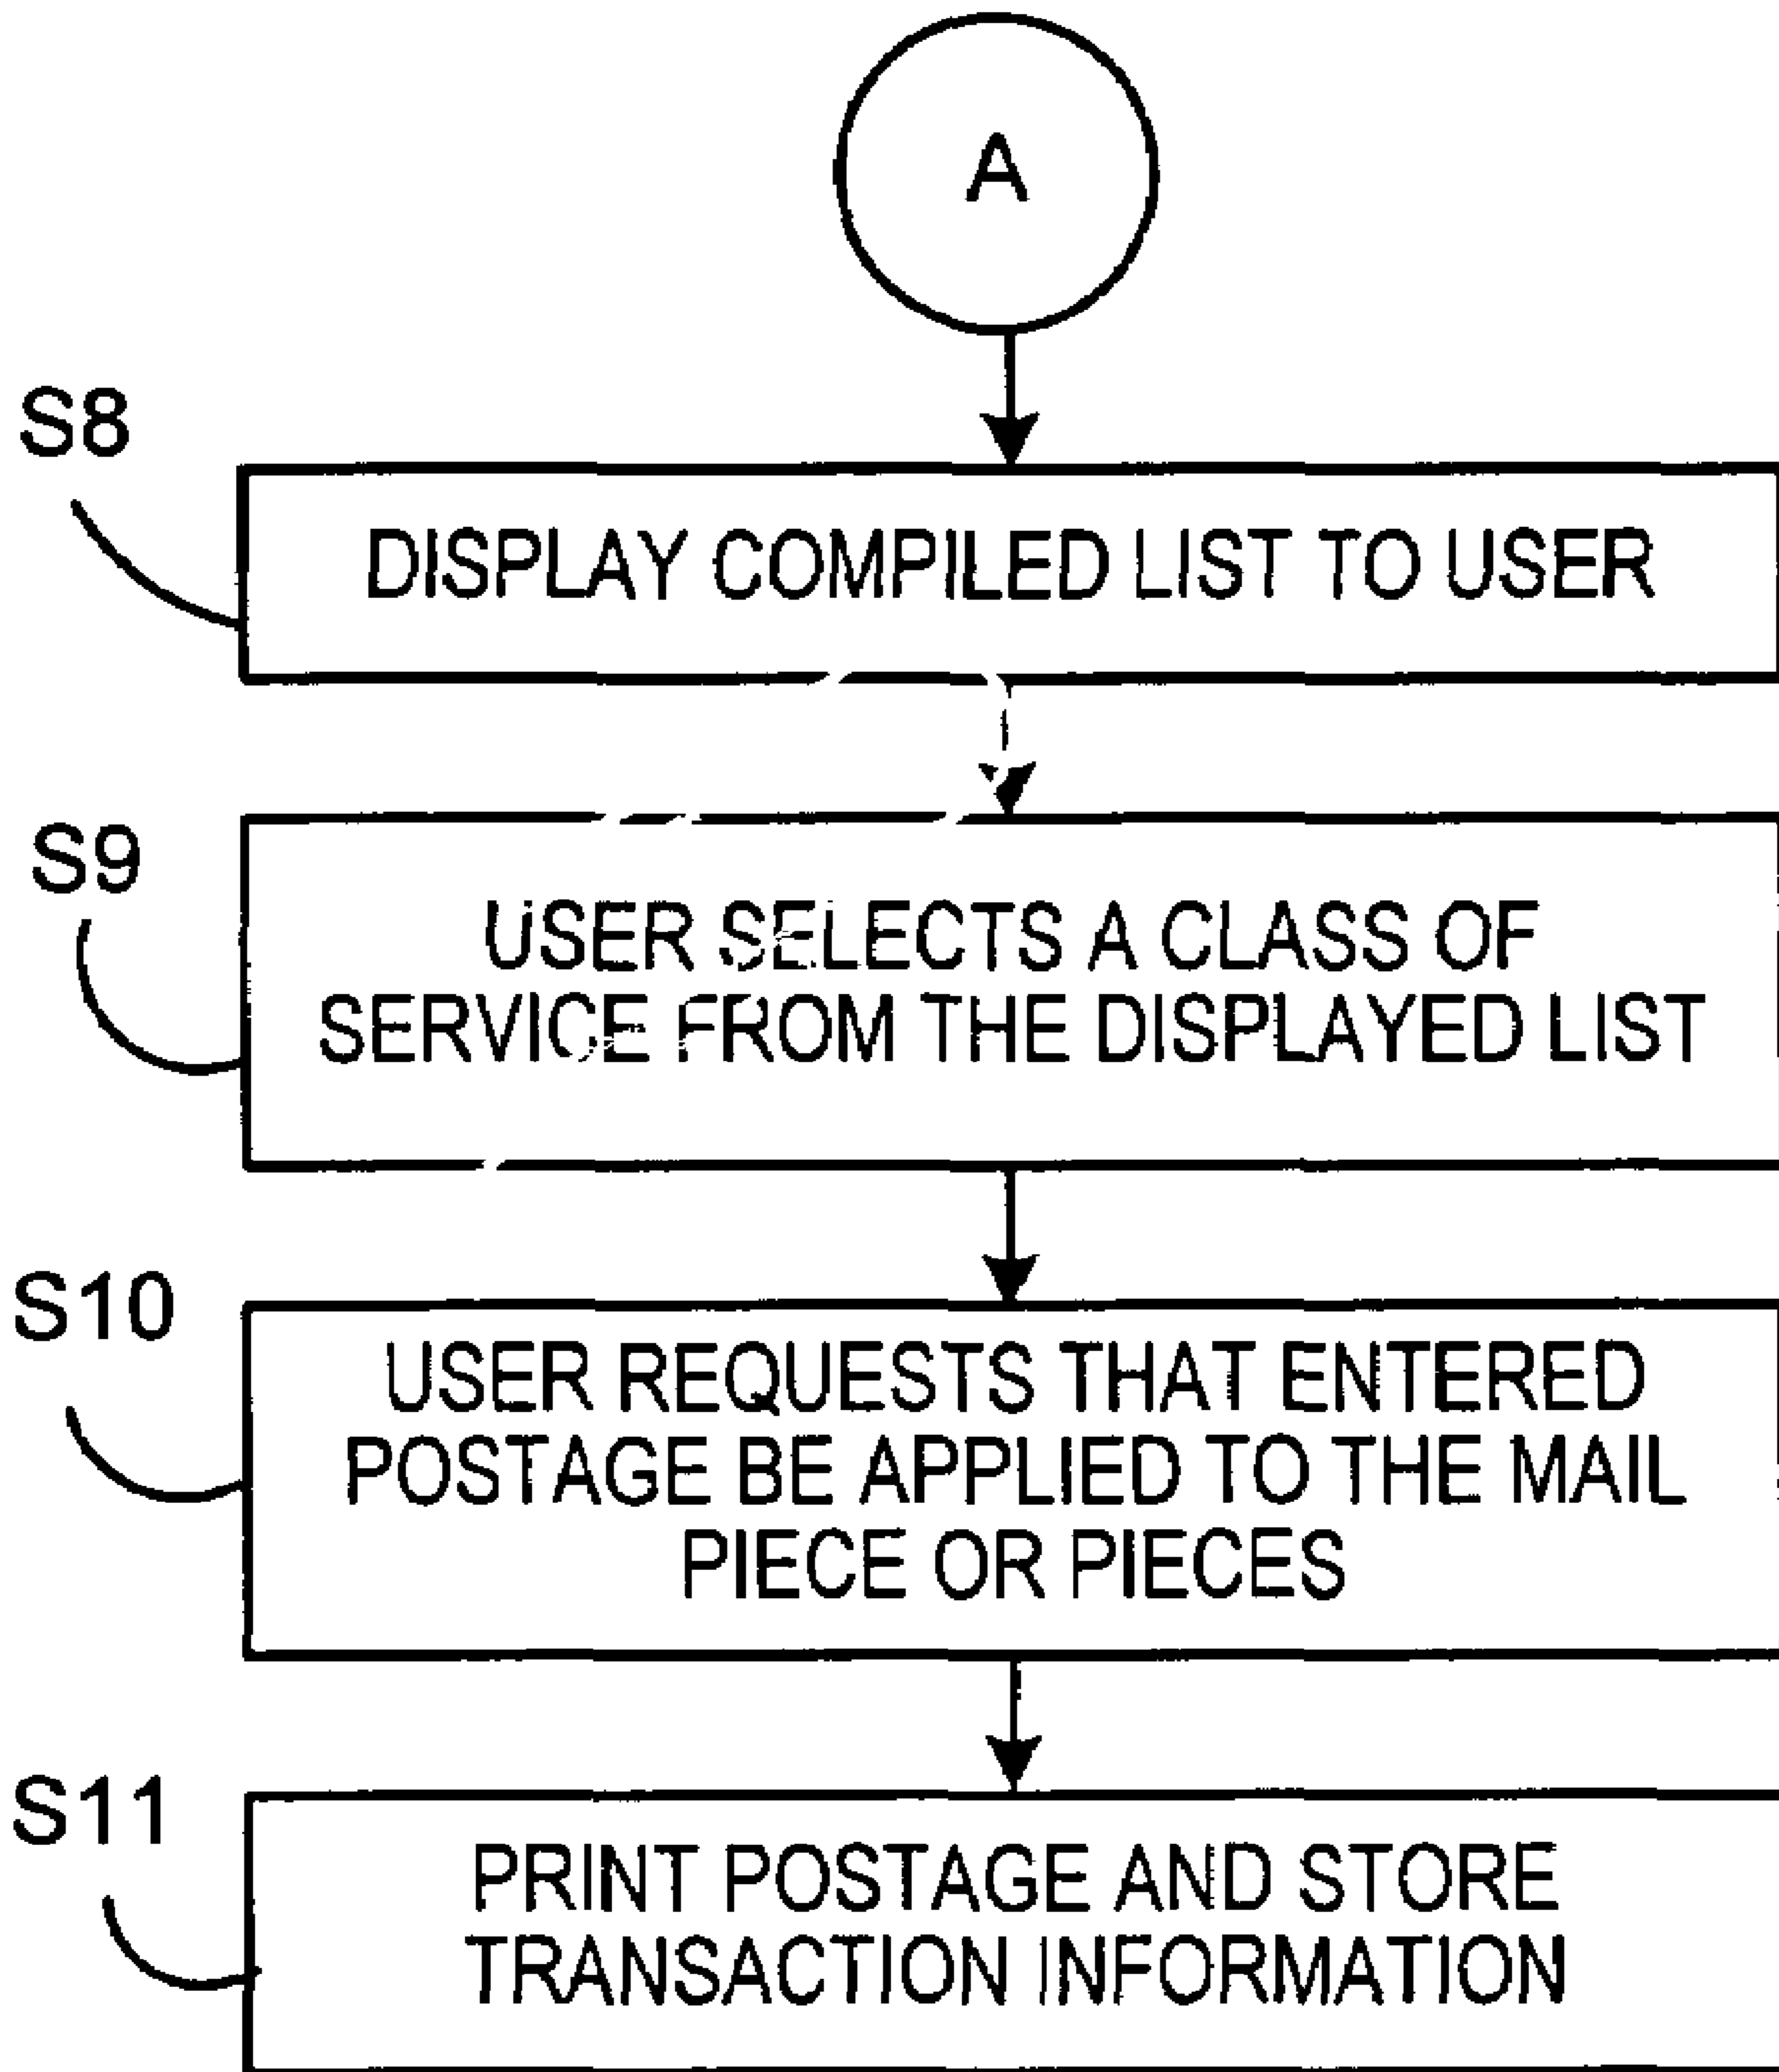 A
S8
DISPLAY COMPILED LIST TO USER
S9
USER SELECTS A CLASS OF
SERVICE FROM THE DISPLAYED LIST
S10
USER REQUESTS THAT ENTERED
POSTAGE BE APPLIED TO THE MAIL
PIECE OR PIECES
S11
PRINT POSTAGE AND STORE
TRANSACTION INFORMATION